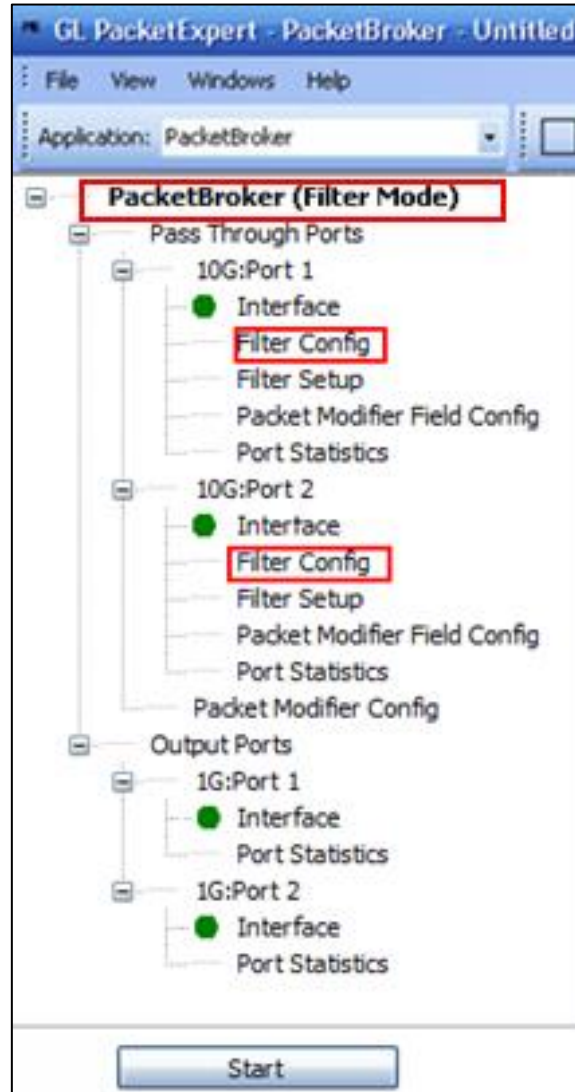 GL PacketExpert - PacketBroker - Untitled
File View Windows Help
Application: PacketBroker
PacketBroker (Filter Mode)
Pass Through Ports
10G:Port 1
Interface
Filter Config
Filter Setup
Packet Modifier Field Config
Port Statistics
10G:Port 2
Interface
Filter Config
Filter Setup
Packet Modifier Field Config
Port Statistics
Packet Modifier Config
Output Ports
1G:Port 1
Interface
Port Statistics
1G:Port 2
Interface
Port Statistics
Start